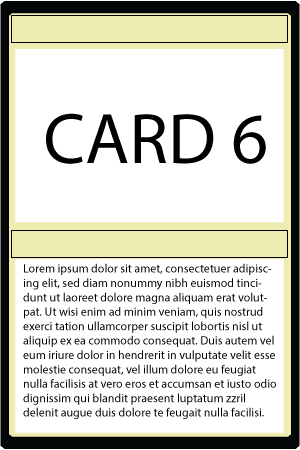 CARD 6
Lorem ipsum dolor sit amet, consectetuer adipisc-
ing elit, sed diam nonummy nibh euismod tinci-
dunt ut laoreet dolore magna aliquam erat volut-
pat. Ut wisi enim ad minim veniam, quis nostrud
exerci tation ullamcorper suscipit lobortis nisl ut
aliquip ex ea commodo consequat. Duis autem vel
eum iriure dolor in hendrerit in vulputate velit esse
molestie consequat, vel illum dolore eu feugiat
nulla facilisis at vero eros et accumsan et iusto odio
dignissim qui blandit praesent luptatum zzril
delenit augue duis dolore te feugait nulla facilisi.